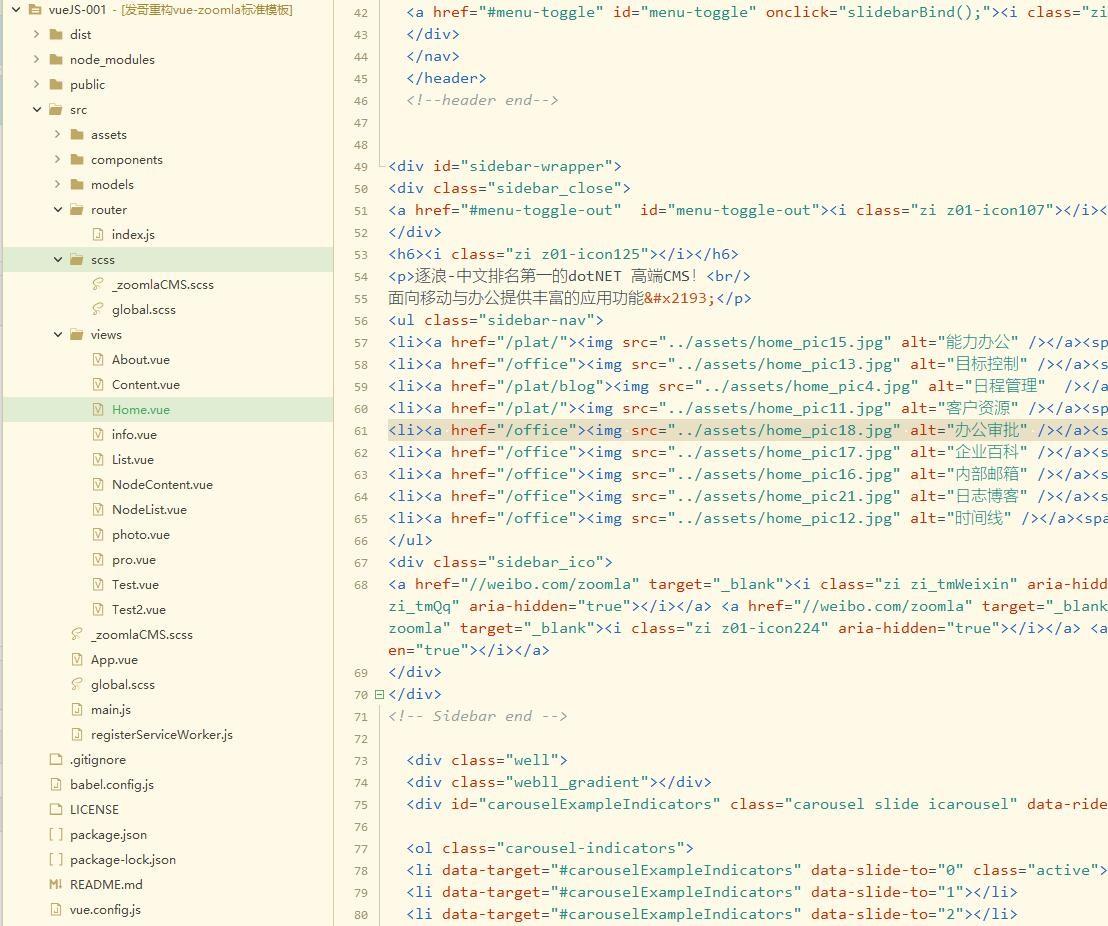 vueJS-001 - [发哥重构vue-zoomla标准模板]
dist
node_modules
public
src
assets
components
models
router
index.js
scss
_zoomlaCMS.scss
global.scss
views
About.vue
Content.vue
Home.vue
info.vue
List.vue
NodeContent.vue
NodeList.vue
photo.vue
pro.vue
Test.vue
Test2.vue
_zoomlaCMS.scss
App.vue
global.scss
main.js
registerServiceWorker.js
.gitignore
babel.config.js
LICENSE
package.json
package-lock.json
README.md
vue.config.js
42 <a href="#menu-toggle" id="menu-toggle" onclick="slidebarBind();"><i class="zi
43 </div>
44 </nav>
45 </header>
46 <!--header end-->
47
48
49 <div id="sidebar-wrapper">
50 <div class="sidebar_close">
51 <a href="#menu-toggle-out"  id="menu-toggle-out"><i class="zi z01-icon107"></i><
52 </div>
53 <h6><i class="zi z01-icon125"></i></h6>
54 <p>逐浪-中文排名第一的dotNET 高端CMS! <br/>
55 面向移动与办公提供丰富的应用功能&#x2193;</p>
56 <ul class="sidebar-nav">
57 <li><a href="/plat/"><img src="../assets/home_pic15.jpg" alt="能力办公" /></a><sp
58 <li><a href="/office"><img src="../assets/home_pic13.jpg" alt="目标控制" /></a><s
59 <li><a href="/plat/blog"><img src="../assets/home_pic4.jpg" alt="日程管理"  /></a
60 <li><a href="/plat/"><img src="../assets/home_pic11.jpg" alt="客户资源" /></a><sp
61 <li><a href="/office"><img src="../assets/home_pic18.jpg" alt="办公审批" /></a><s
62 <li><a href="/office"><img src="../assets/home_pic17.jpg" alt="企业百科" /></a><s
63 <li><a href="/office"><img src="../assets/home_pic16.jpg" alt="内部邮箱" /></a><s
64 <li><a href="/office"><img src="../assets/home_pic21.jpg" alt="日志博客" /></a><s
65 <li><a href="/office"><img src="../assets/home_pic12.jpg" alt="时间线" /></a><spa
66 </ul>
67 <div class="sidebar_ico">
68 <a href="//weibo.com/zoomla" target="_blank"><i class="zi zi_tmWeixin" aria-hidd
zi_tmQq" aria-hidden="true"></i></a> <a href="//weibo.com/zoomla" target="_blank
zoomla" target="_blank"><i class="zi z01-icon224" aria-hidden="true"></i></a> <a
en="true"></i></a>
69 </div>
70 </div>
71 <!-- Sidebar end -->
72
73 <div class="well">
74 <div class="webll_gradient"></div>
75 <div id="carouselExampleIndicators" class="carousel slide icarousel" data-ride
76
77 <ol class="carousel-indicators">
78 <li data-target="#carouselExampleIndicators" data-slide-to="0" class="active">
79 <li data-target="#carouselExampleIndicators" data-slide-to="1"></li>
80 <li data-target="#carouselExampleIndicators" data-slide-to="2"></li>